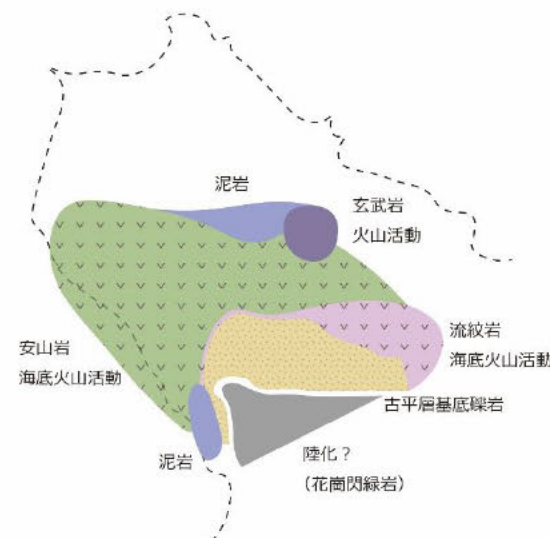 泥岩
玄武岩
火山活動
流紋岩
海底火山活動
安山岩
海底火山活動
古平層基底礫岩
泥岩
陸化？
（花崗閃緑岩）